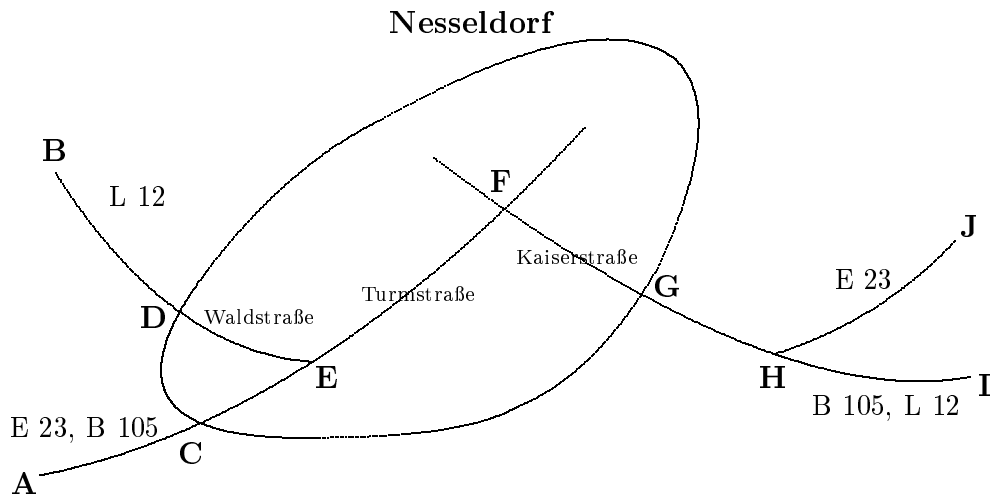 Nesseldorf
B
L 12
F
J
Kaiserstraße
E 23
G
Turmstraße
D
Waldstraße
E
H
I
B 105, L 12
E 23, B 105
C
A